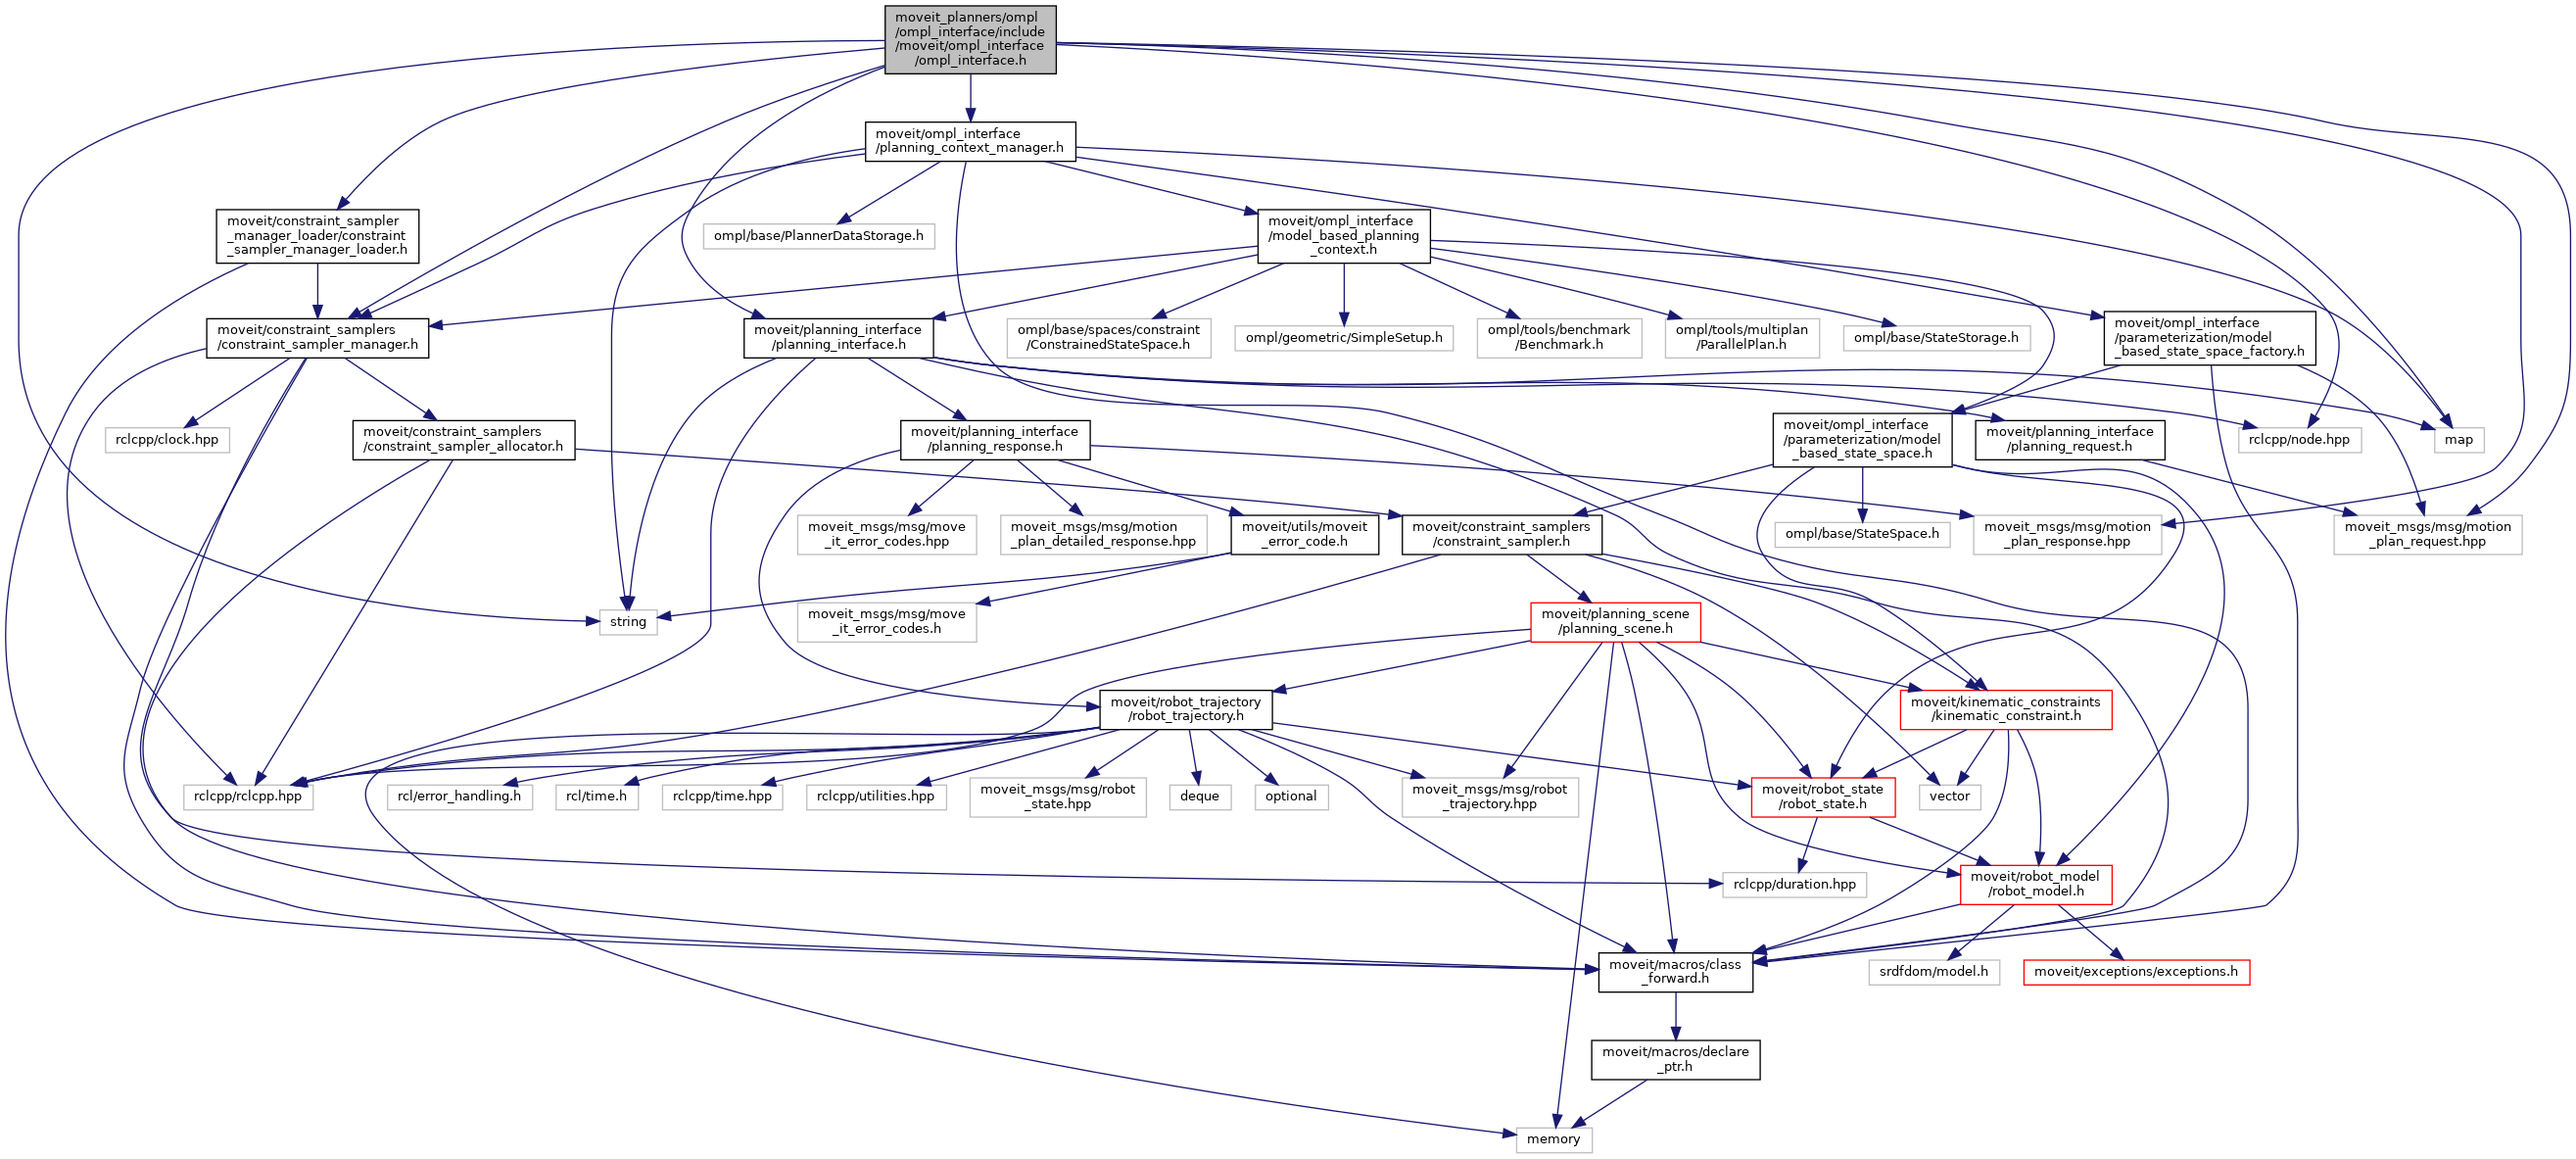 moveit_planners/ompl
/ompl_interface/include
/moveit/ompl_interface
/ompl_interface.h
moveit/ompl_interface
/planning_context_manager.h
moveit/constraint_sampler
_manager_loader/constraint
_sampler_manager_loader.h
ompl/base/PlannerDataStorage.h
moveit/ompl_interface
/model_based_planning
_context.h
moveit/constraint_samplers
/constraint_sampler_manager.h
moveit/planning_interface
/planning_interface.h
ompl/base/spaces/constraint
/ConstrainedStateSpace.h
ompl/geometric/SimpleSetup.h
ompl/tools/benchmark
/Benchmark.h
ompl/tools/multiplan
/ParallelPlan.h
ompl/base/StateStorage.h
moveit/ompl_interface
/parameterization/model
_based_state_space_factory.h
rclcpp/clock.hpp
moveit/constraint_samplers
/constraint_sampler_allocator.h
moveit/planning_interface
/planning_response.h
moveit/ompl_interface
/parameterization/model
_based_state_space.h
moveit/planning_interface
/planning_request.h
rclcpp/node.hpp
map
moveit_msgs/msg/move
_it_error_codes.hpp
moveit_msgs/msg/motion
_plan_detailed_response.hpp
moveit/utils/moveit
_error_code.h
moveit/constraint_samplers
/constraint_sampler.h
ompl/base/StateSpace.h
moveit_msgs/msg/motion
_plan_response.hpp
moveit_msgs/msg/motion
_plan_request.hpp
string
moveit_msgs/msg/move
_it_error_codes.h
moveit/planning_scene
/planning_scene.h
moveit/robot_trajectory
/robot_trajectory.h
moveit/kinematic_constraints
/kinematic_constraint.h
rclcpp/rclcpp.hpp
rcl/error_handling.h
rcl/time.h
rclcpp/time.hpp
rclcpp/utilities.hpp
moveit_msgs/msg/robot
_state.hpp
deque
optional
moveit_msgs/msg/robot
_trajectory.hpp
moveit/robot_state
/robot_state.h
vector
rclcpp/duration.hpp
moveit/robot_model
/robot_model.h
moveit/macros/class
_forward.h
srdfdom/model.h
moveit/exceptions/exceptions.h
moveit/macros/declare
_ptr.h
memory